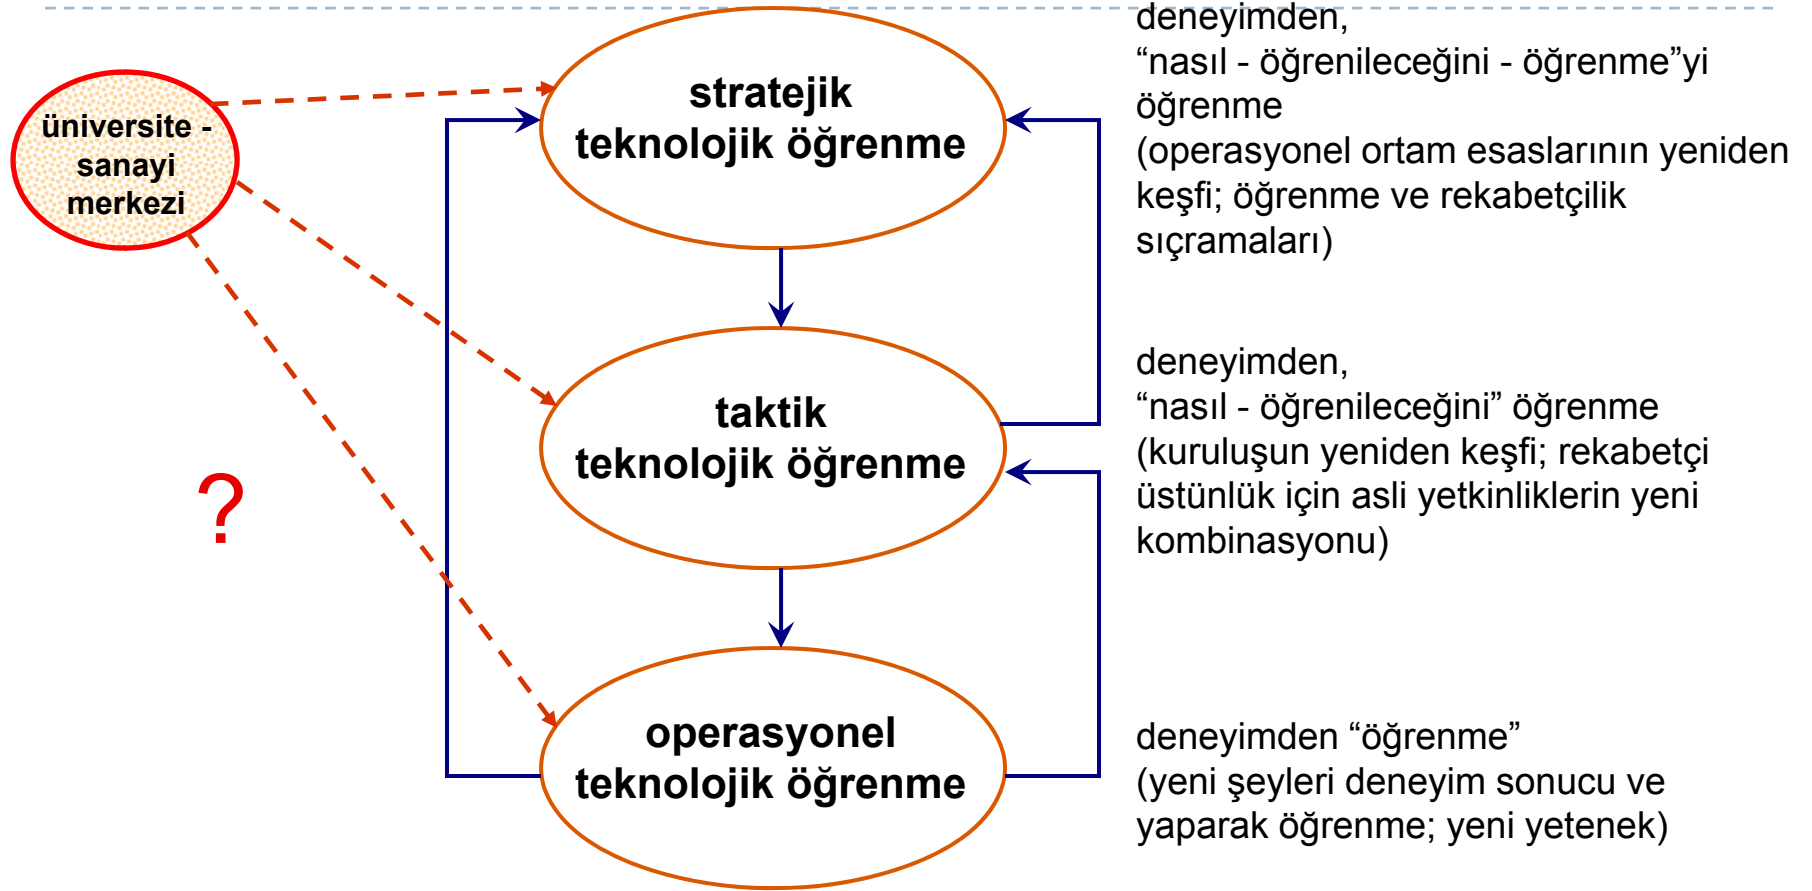 üniversite -
sanayi
merkezi
?
stratejik
teknolojik öğrenme
deneyimden,
“nasıl - öğrenileceğini - öğrenme”yi
öğrenme
(operasyonel ortam esaslarının yeniden
keşfi; öğrenme ve rekabetçilik
sıçramaları)
taktik
teknolojik öğrenme
deneyimden,
“nasıl - öğrenileceğini” öğrenme
(kuruluşun yeniden keşfi; rekabetçi
üstünlük için asli yetkinliklerin yeni
kombinasyonu)
operasyonel
teknolojik öğrenme
deneyimden “öğrenme”
(yeni şeyleri deneyim sonucu ve
yaparak öğrenme; yeni yetenek)